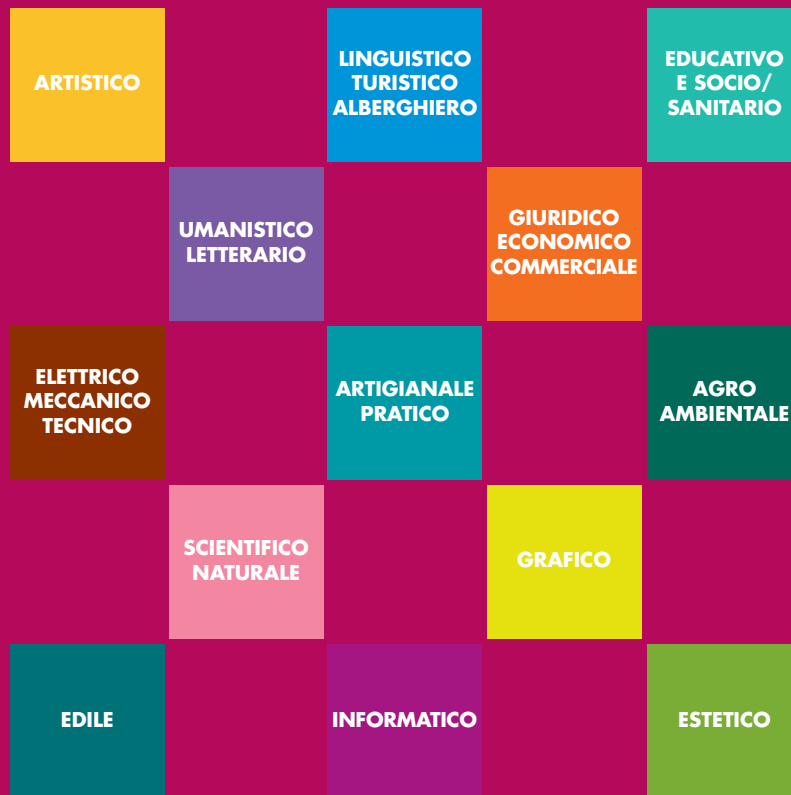 ARTISTICO
LINGUISTICO
TURISTICO
ALBERGHIERO
EDUCATIVO
E SOCIO/
SANITARIO
UMANISTICO
LETTERARIO
GIURIDICO
ECONOMICO
COMMERCIALE
ELETTRICO
MECCANICO
TECNICO
ARTIGIANALE
PRATICO
AGRO
AMBIENTALE
SCIENTIFICO
NATURALE
GRAFICO
EDILE
INFORMATICO
ESTETICO